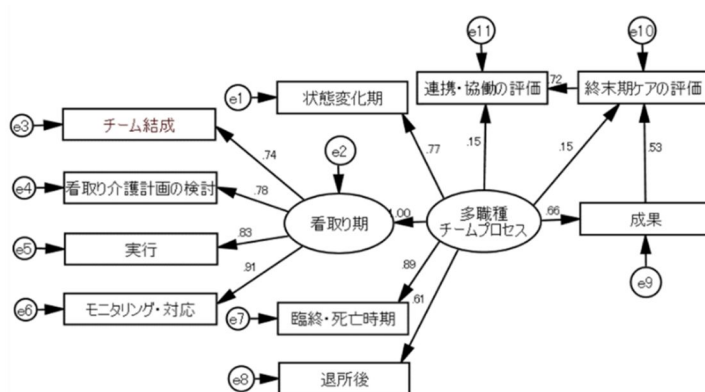 e11
e10
連携・協働の評価
.72
終末期ケアの評価
e1
状態変化期
e3
チーム結成
e2
.77
.15
.15
.53
.74
e4
看取り介護計画の検討
.78
看取り期
1.00
多職種
チームプロセス
.66
成果
e5
実行
.83
.91
.89
.61
e9
e6
モニタリング・対応
e7
臨終・死亡時期
e8
退所後